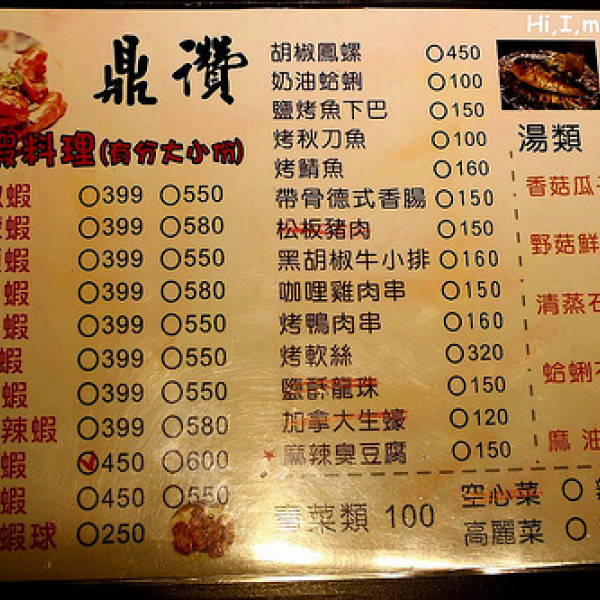 Hi,I,m
鼎讚
料理(有分大小份)
蝦 399 550
蝦 399 580
蝦 399 550
蝦 399 580
蝦 399 550
蝦 399 550
蝦 399 550
辣蝦 399 580
蝦 450 600
蝦 450 550
蝦球 250
胡椒鳳螺 450
奶油蛤蜊 100
鹽烤魚下巴 150
烤秋刀魚 100
烤鯖魚 160
帶骨德式香腸 150
松板豬肉 150
黑胡椒牛小排 160
咖哩雞肉串 150
烤鴨肉串 160
烤軟絲 320
鹽酥龍珠 150
加拿大生蠔 120
麻辣臭豆腐 150
青菜類 100
空心菜
高麗菜
湯類
香菇瓜子
野菇鮮
清蒸石
蛤蜊石
麻油